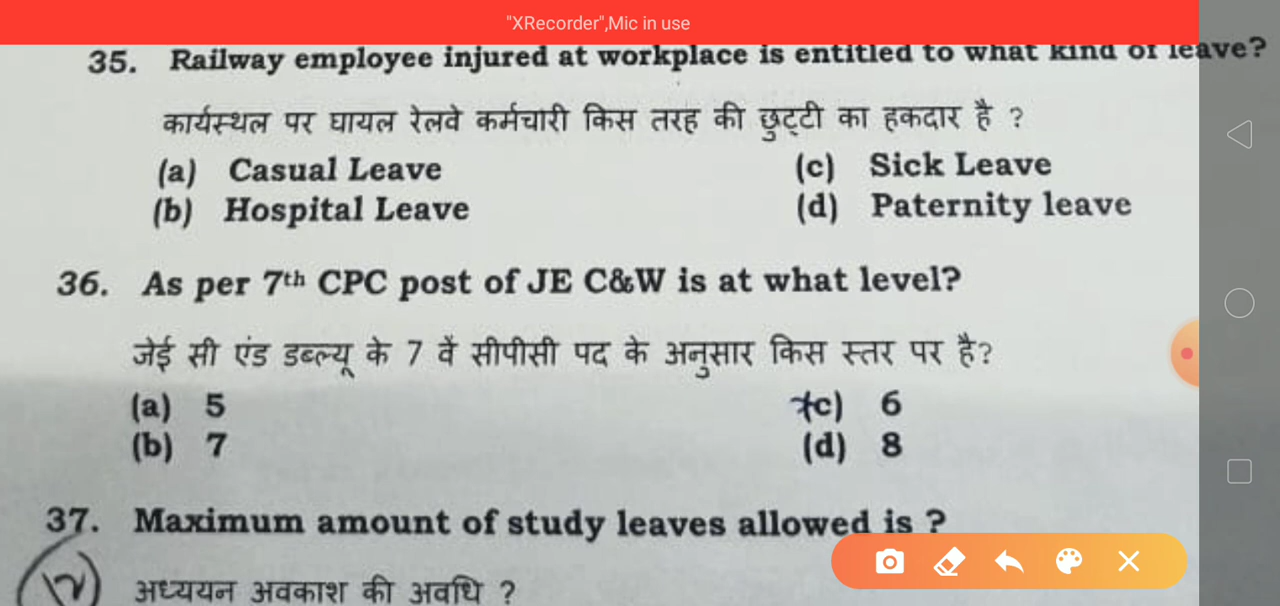 "XRecorder",Mic in use
35. Railway employee injured at workplace is entitled to what kind of leave?
कार्यस्थल पर घायल रेलवे कर्मचारी किस तरह की छुट्टी का हकदार है ?
(a) Casual Leave (c) Sick Leave
(b) Hospital Leave (d) Paternity leave
36. As per 7th CPC post of JE C&W is at what level?
जेई सी एंड डब्ल्यू के 7 वें सीपीसी पद के अनुसार किस स्तर पर है?
(a) 5 (c) 6
(b) 7 (d) 8
37. Maximum amount of study leaves allowed is ?
अध्ययन अवकाश की अवधि ?